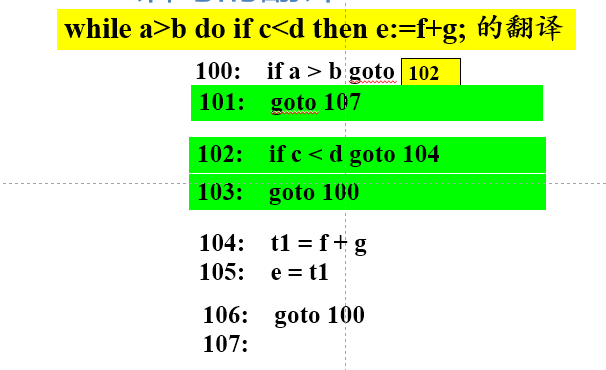 while a>b do if c<d then e:=f+g; 的翻译
100: if a > b goto 102
101: goto 107
102: if c < d goto 104
103: goto 100
104: t1 = f + g
105: e = t1
106: goto 100
107: